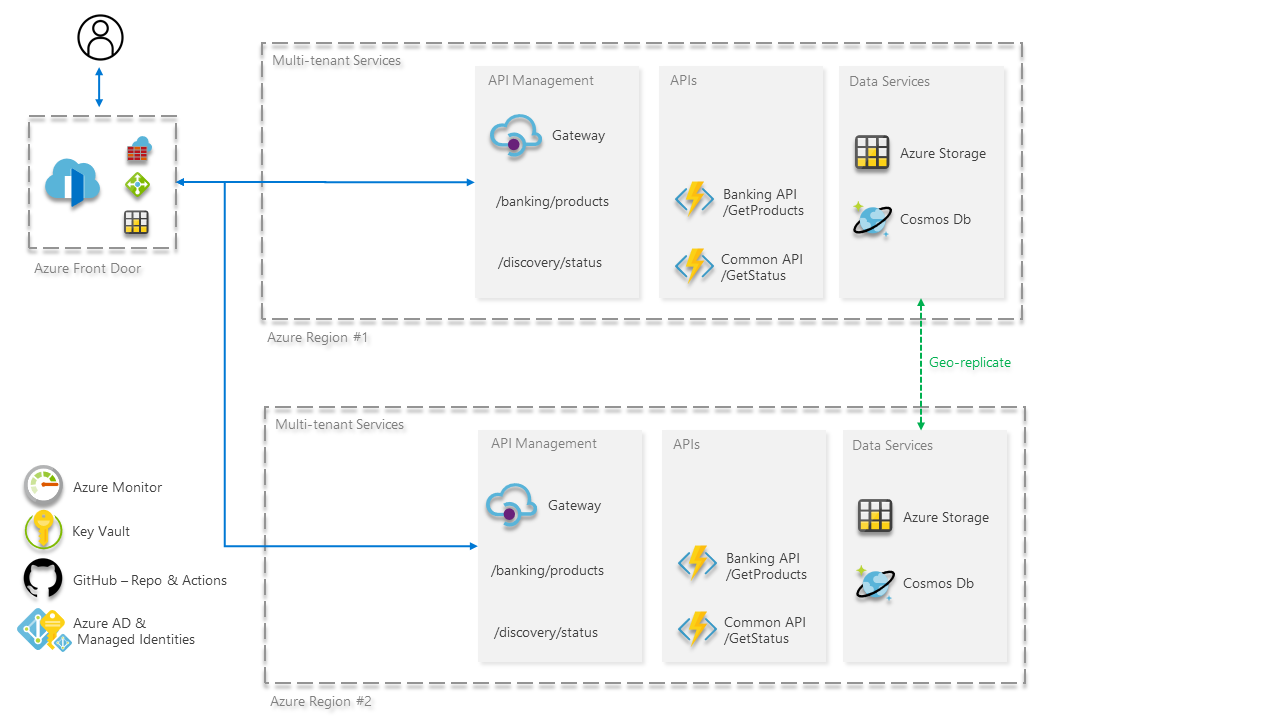 Azure Front Door
Multi-tenant Services
API Management
Gateway
/banking/products
/discovery/status
APIs
Banking API
/GetProducts
Common API
/GetStatus
Data Services
Azure Storage
Cosmos Db
Azure Region #1
Geo-replicate
Multi-tenant Services
API Management
Gateway
/banking/products
/discovery/status
APIs
Banking API
/GetProducts
Common API
/GetStatus
Data Services
Azure Storage
Cosmos Db
Azure Region #2
Azure Monitor
Key Vault
GitHub – Repo & Actions
Azure AD &
Managed Identities